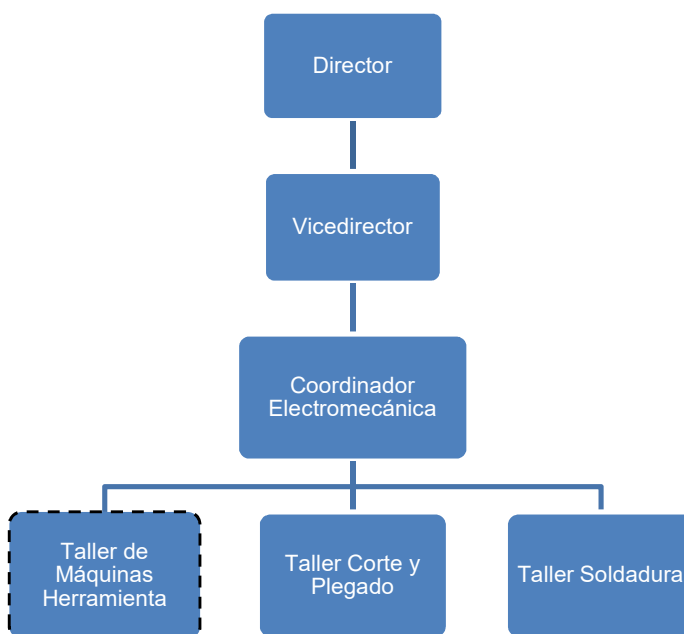 Director
Vicedirector
Coordinador
Electromecánica
Taller de
Máquinas
Herramienta
Taller Corte y
Plegado
Taller Soldadura